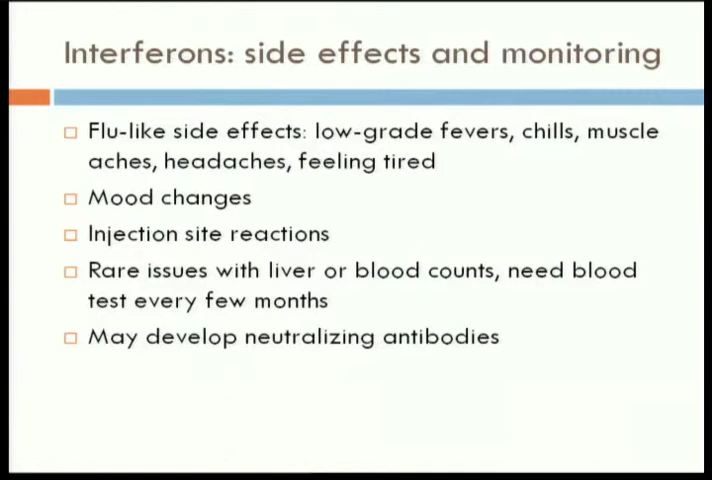 Interferons: side effects and monitoring
Flu-like side effects: low-grade fevers, chills, muscle
aches, headaches, feeling tired
Mood changes
Injection site reactions
Rare issues with liver or blood counts, need blood
test every few months
May develop neutralizing antibodies